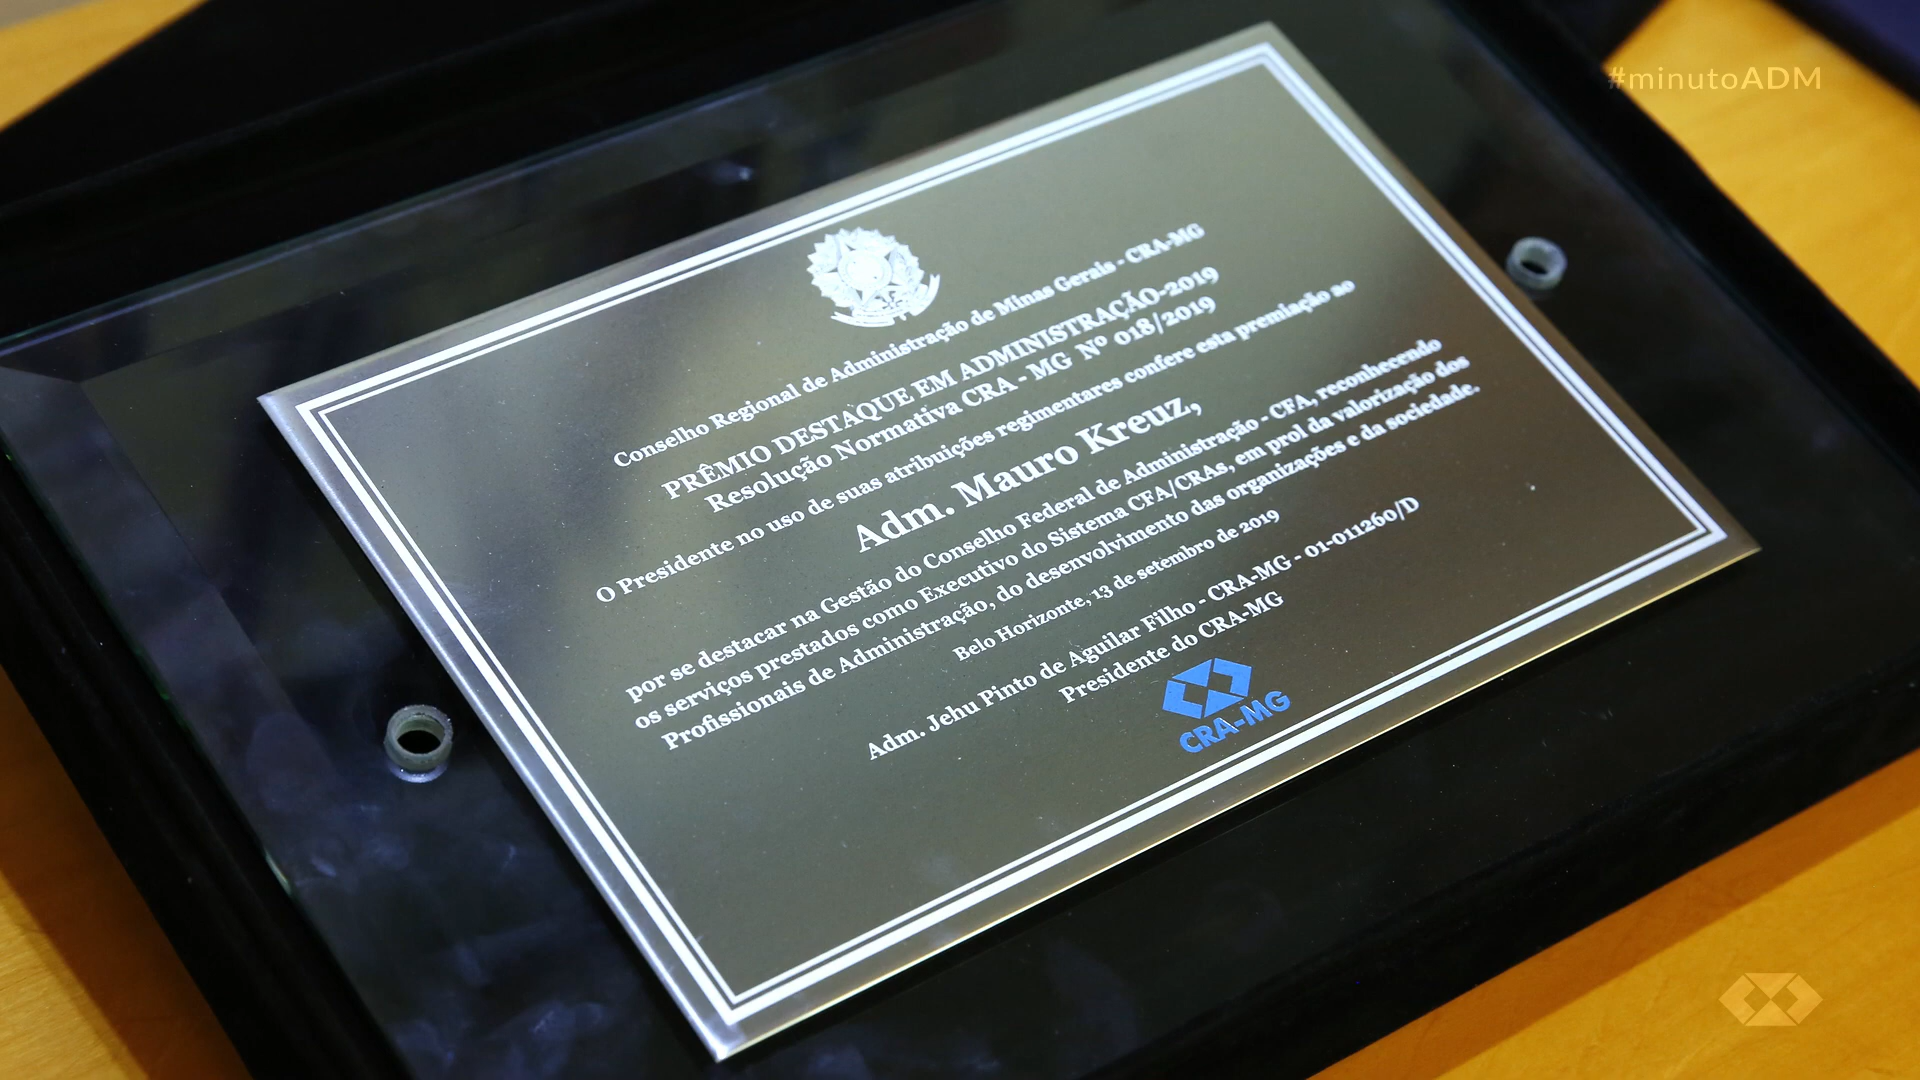 #minutoADM
Conselho Regional de Administração de Minas Gerais - CRA-MG
PRÊMIO DESTAQUE EM ADMINISTRAÇÃO-2019
Resolução Normativa CRA - MG Nº 018/2019
O Presidente no uso de suas atribuições regimentares confere esta premiação ao
Adm. Mauro Kreuz,
por se destacar na Gestão do Conselho Federal de Administração - CFA, reconhecendo
os serviços prestados como Executivo do Sistema CFA/CRAs, em prol da valorização dos
Profissionais de Administração, do desenvolvimento das organizações e da sociedade.
Belo Horizonte, 13 de setembro de 2019
Adm. Jehu Pinto de Aguilar Filho - CRA-MG - 01-011260/D
Presidente do CRA-MG
CRA-MG